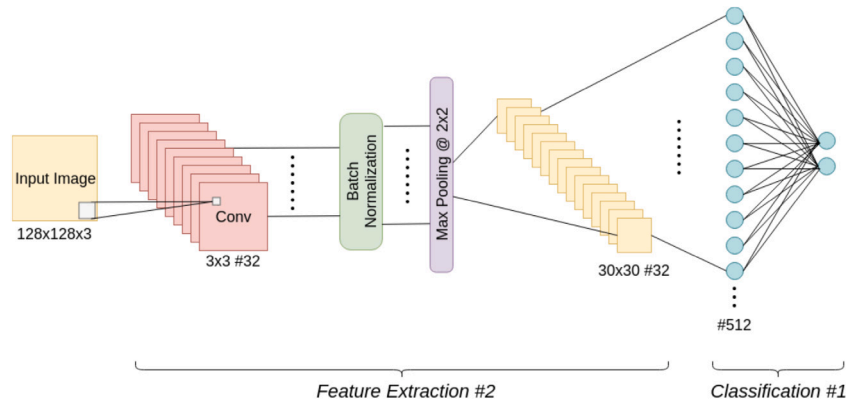 Input Image
128x128x3
Conv
3x3 #32
Batch
Normalization
Max Pooling @ 2x2
30x30 #32
#512
Feature Extraction #2
Classification #1